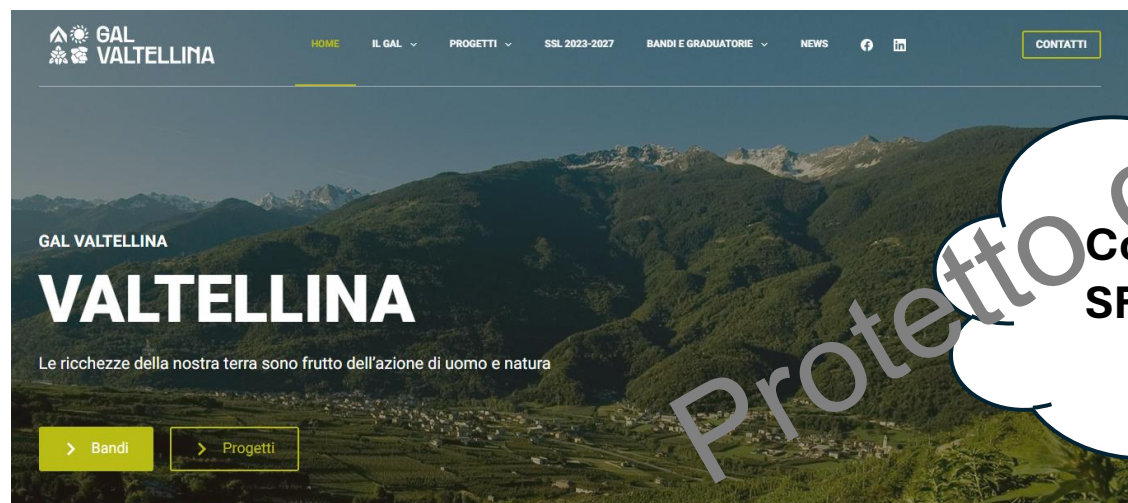 GAL
VALTELLINA
HOME IL GAL PROGETTI SSL 2023-2027 BANDI E GRADUATORIE NEWS CONTATTI
GAL VALTELLINA
VALTELLINA
Le ricchezze della nostra terra sono frutto dell'azione di uomo e natura
> Bandi > Progetti
Protetto